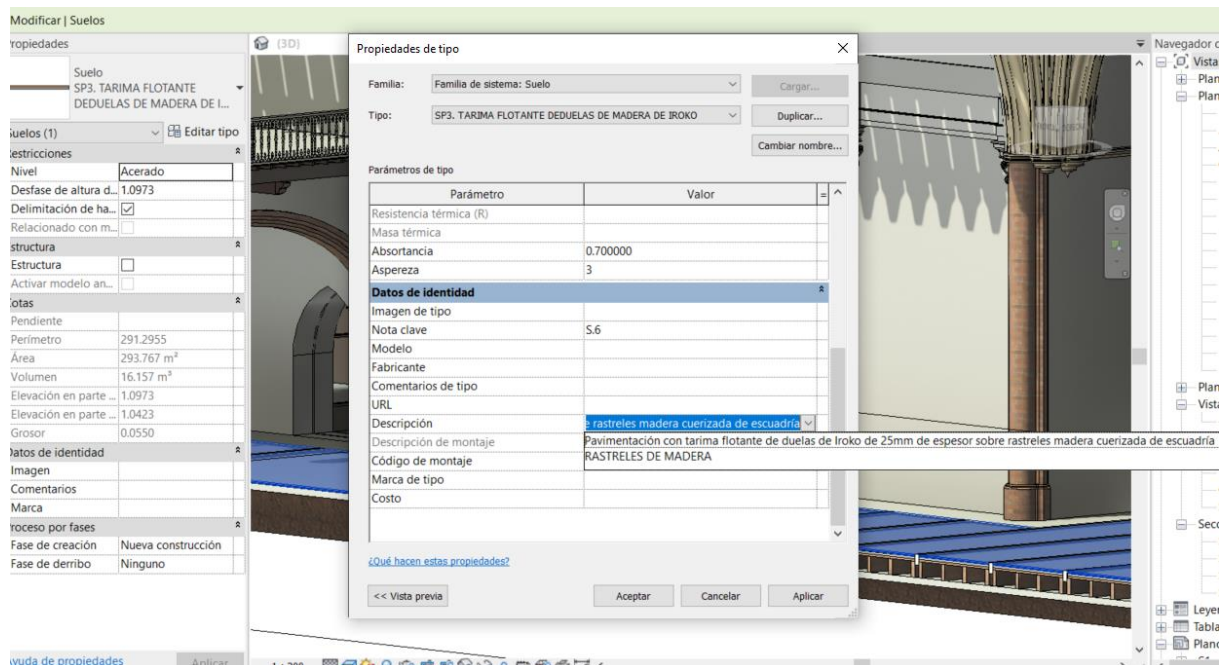 Modificar | Suelos
ropiedades
Suelo
SP3. TARIMA FLOTANTE
DEDUELAS DE MADERA DE I...
uelos (1)
Editar tipo
estricciones
Nivel Acerado
Desfase de altura d... 1.0973
Delimitación de ha...
Relacionado con m...
structura
Estructura
Activar modelo an...
otas
Pendiente
Perímetro 291.2955
Área 293.767 m²
Volumen 16.157 m³
Elevación en parte ... 1.0973
Elevación en parte ... 1.0423
Grosor 0.0550
atos de identidad
Imagen
Comentarios
Marca
roceso por fases
Fase de creación Nueva construcción
Fase de derribo Ninguno
yuda de propiedades Aplicar
(3D)
Propiedades de tipo
Familia: Familia de sistema: Suelo Cargar...
Tipo: SP3. TARIMA FLOTANTE DEDUELAS DE MADERA DE IROKO Duplicar...
Cambiar nombre...
Parámetros de tipo
Parámetro Valor =
Resistencia térmica (R)
Masa térmica
Absortancia 0.700000
Aspereza 3
Datos de identidad
Imagen de tipo
Nota clave S.6
Modelo
Fabricante
Comentarios de tipo
URL
Descripción e rastreles madera cuerizada de escuadría
Descripción de montaje Pavimentación con tarima flotante de duelas de Iroko de 25mm de espesor sobre rastreles madera cuerizada de escuadría
Código de montaje RASTRELES DE MADERA
Marca de tipo
Costo
¿Qué hacen estas propiedades?
<< Vista previa Aceptar Cancelar Aplicar
Navegador d
Vista
Plan
Plan
Plan
Vista
Secc
Leyen
Tabla
Plano